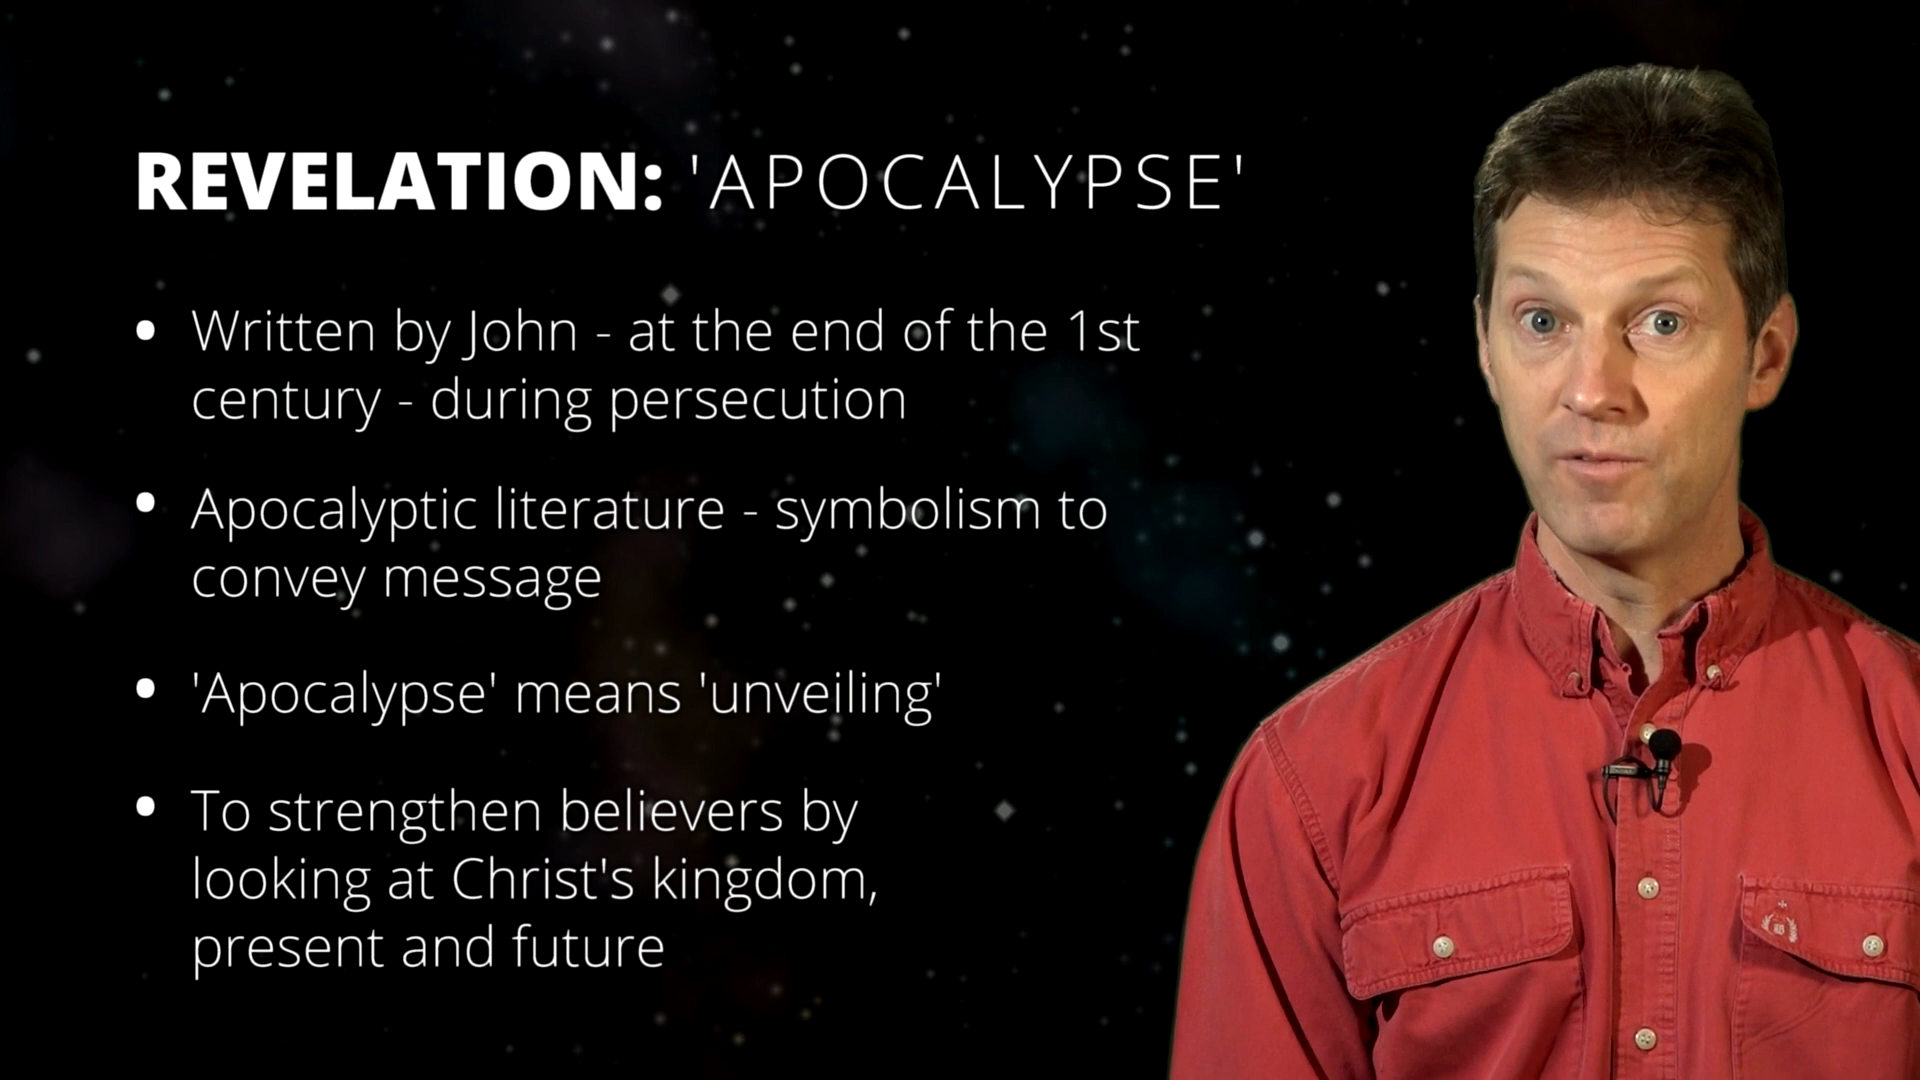 REVELATION: 'APOCALYPSE'
• Written by John - at the end of the 1st
century - during persecution
• Apocalyptic literature - symbolism to
convey message
• 'Apocalypse' means 'unveiling'
• To strengthen believers by
looking at Christ's kingdom,
present and future